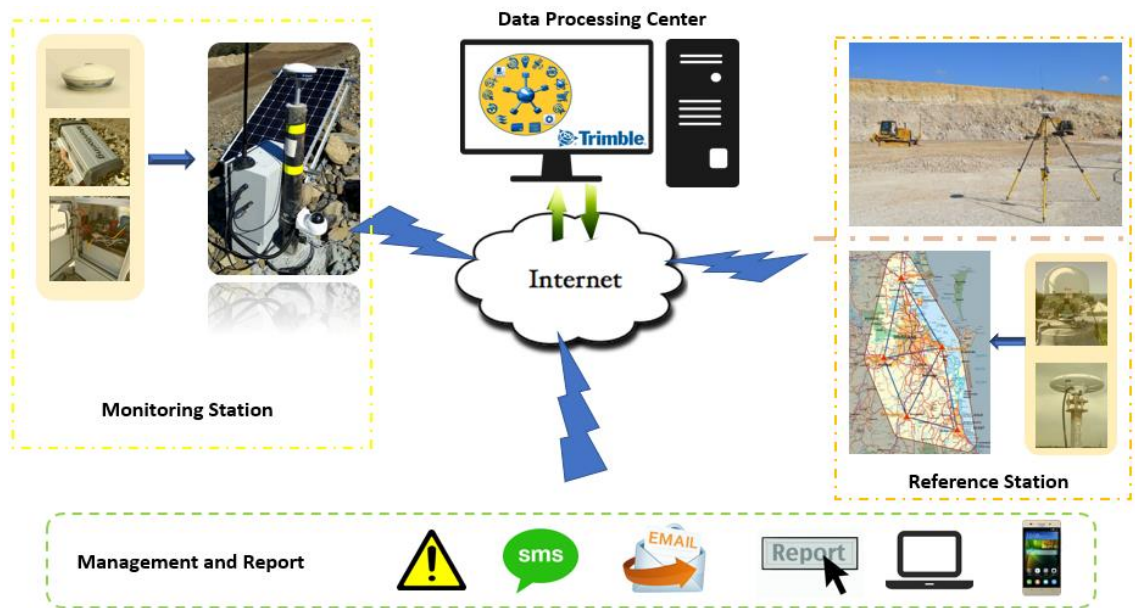 Data Processing Center
Trimble
Internet
Monitoring Station
Reference Station
Management and Report
sms
EMAIL
Report